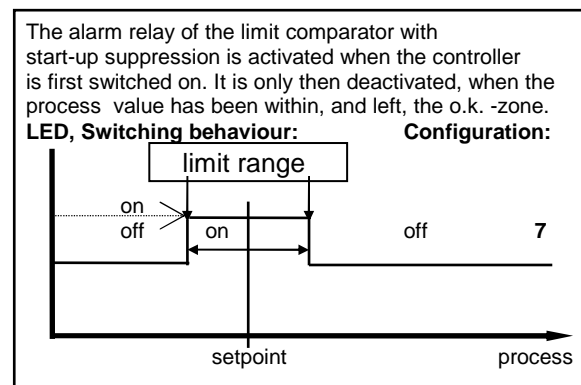 The alarm relay of the limit comparator with
start-up suppression is activated when the controller
is first switched on. It is only then deactivated, when the
process value has been within, and left, the o.k. -zone.
LED, Switching behaviour: Configuration:
limit range
on
off on off 7
setpoint process